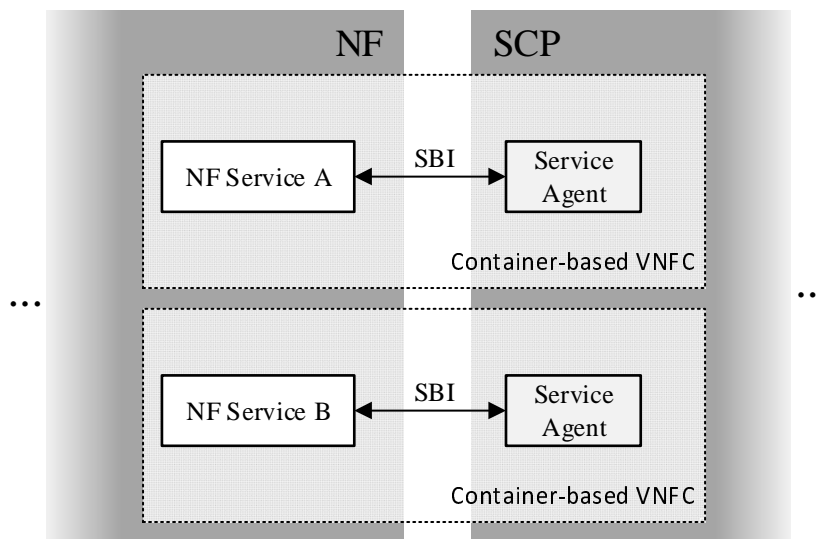 NF SCP
NF Service A
SBI
Service
Agent
Container-based VNFC
...
..
NF Service B
SBI
Service
Agent
Container-based VNFC